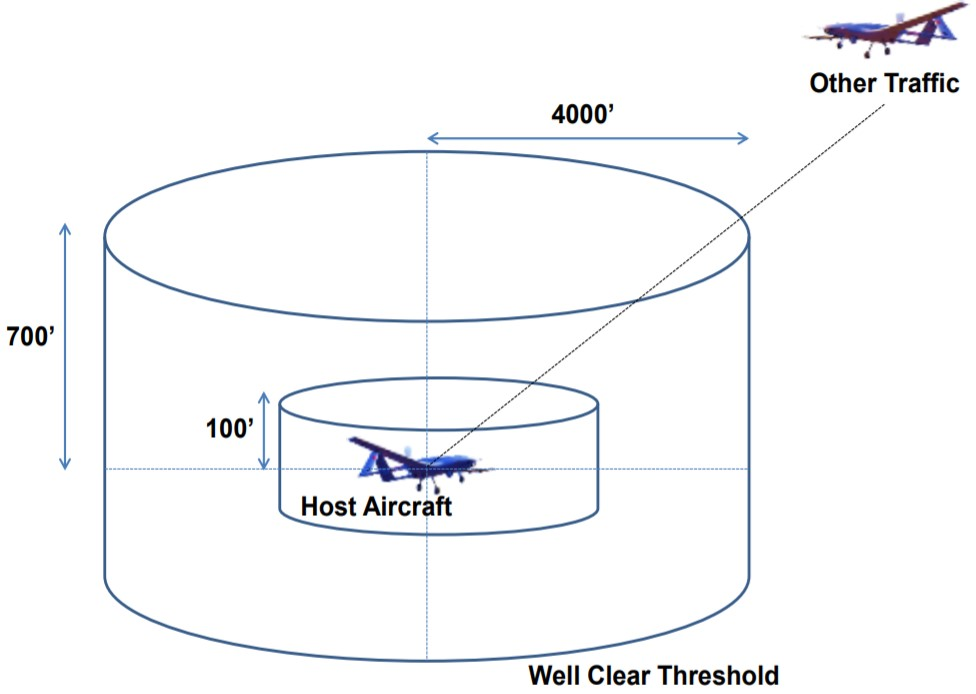 Other Traffic
4000’
700’
100’
Host Aircraft
Well Clear Threshold